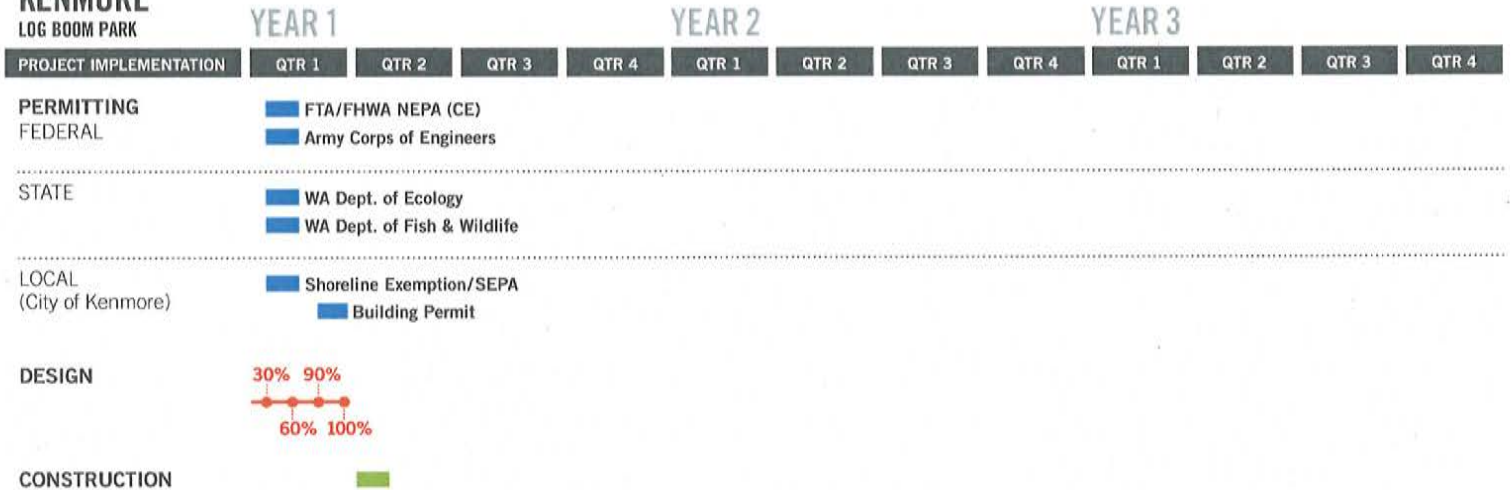 KENMORE
LOG BOOM PARK
YEAR 1 YEAR 2 YEAR 3
PROJECT IMPLEMENTATION QTR 1 QTR 2 QTR 3 QTR 4 QTR 1 QTR 2 QTR 3 QTR 4 QTR 1 QTR 2 QTR 3 QTR 4
PERMITTING
FEDERAL
FTA/FHWA NEPA (CE)
Army Corps of Engineers
STATE
WA Dept. of Ecology
WA Dept. of Fish & Wildlife
LOCAL
(City of Kenmore)
Shoreline Exemption/SEPA
Building Permit
DESIGN
30% 90%
60% 100%
CONSTRUCTION